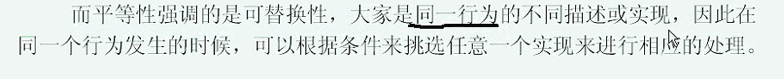 而平等性强调的是可替换性，大家是同一行为的不同描述或实现，因此在
同一个行为发生的时候，可以根据条件来挑选任意一个实现来进行相应的处理。